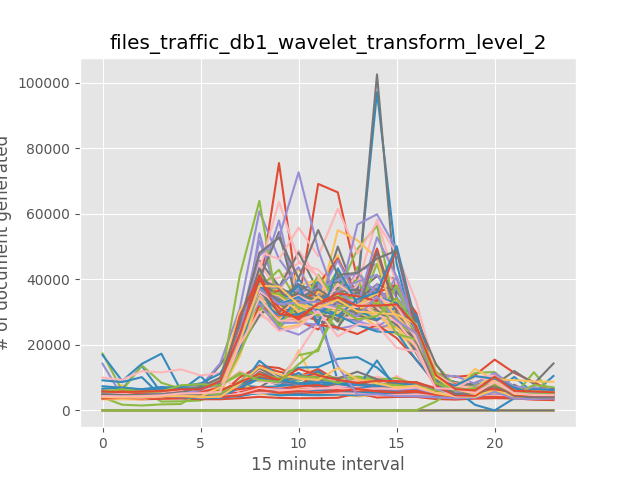 files_traffic_db1_wavelet_transform_level_2
# of document generated
100000
80000
60000
40000
20000
0
0 5 10 15 20
15 minute interval